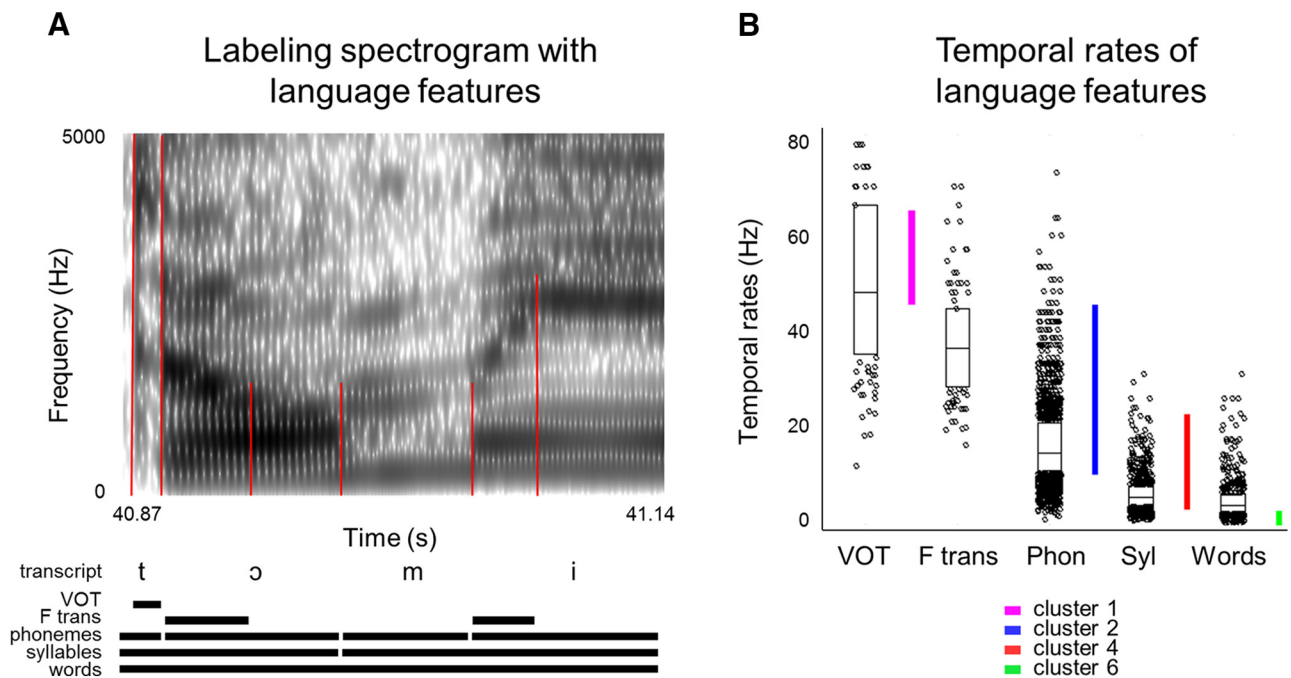 A
Labeling spectrogram with
language features
5000
Frequency (Hz)
0
40.87
41.14
Time (s)
transcript t ɔ m i
VOT
F trans
phonemes
syllables
words
B
Temporal rates of
language features
Temporal rates (Hz)
80
60
40
20
0
VOT F trans Phon Syl Words
cluster 1
cluster 2
cluster 4
cluster 6